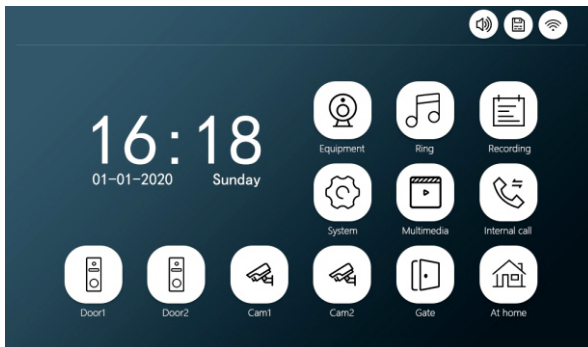 16:18
01-01-2020 Sunday
Equipment Ring Recording
System Multimedia Internal call
Door1 Door2 Cam1 Cam2 Gate At home